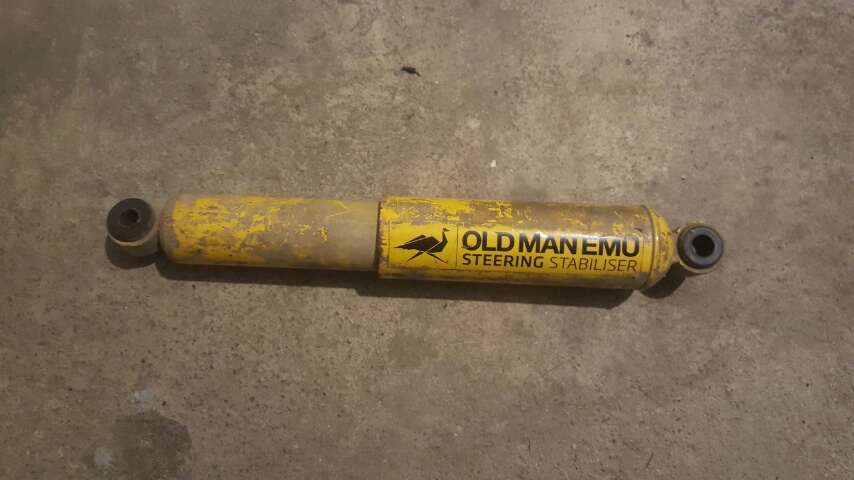 OLD MAN EMU
STEERING STABILISER